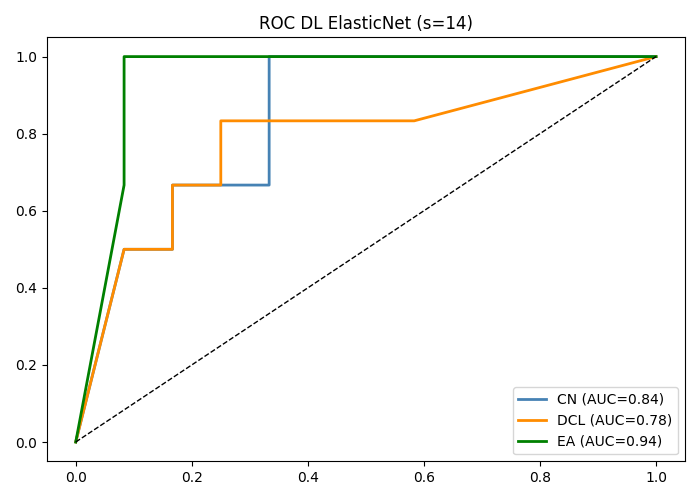 ROC DL ElasticNet (s=14)
1.0
0.8
0.6
0.4
0.2
0.0
0.0 0.2 0.4 0.6 0.8 1.0
CN (AUC=0.84)
DCL (AUC=0.78)
EA (AUC=0.94)